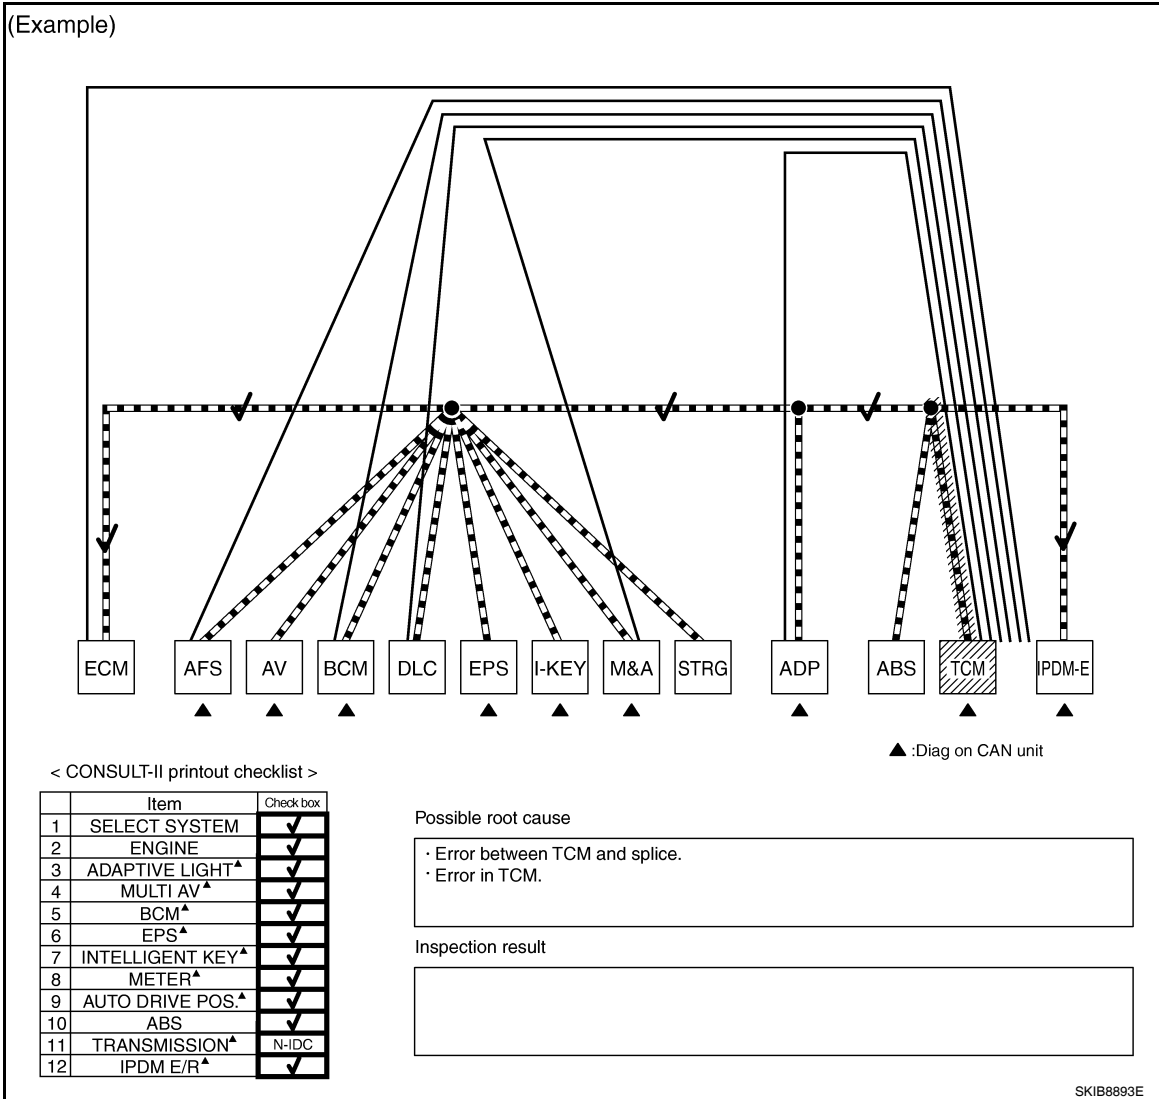 (Example)
ECM AFS AV BCM DLC EPS I-KEY M&A STRG ADP ABS TCM IPDM-E
▲ :Diag on CAN unit
< CONSULT-II printout checklist >
Item Check box
1 SELECT SYSTEM ✓
2 ENGINE ✓
3 ADAPTIVE LIGHT▲ ✓
4 MULTI AV▲ ✓
5 BCM▲ ✓
6 EPS▲ ✓
7 INTELLIGENT KEY▲ ✓
8 METER▲ ✓
9 AUTO DRIVE POS.▲ ✓
10 ABS ✓
11 TRANSMISSION▲ N-IDC
12 IPDM E/R▲ ✓
Possible root cause
· Error between TCM and splice.
· Error in TCM.
Inspection result
SKIB8893E